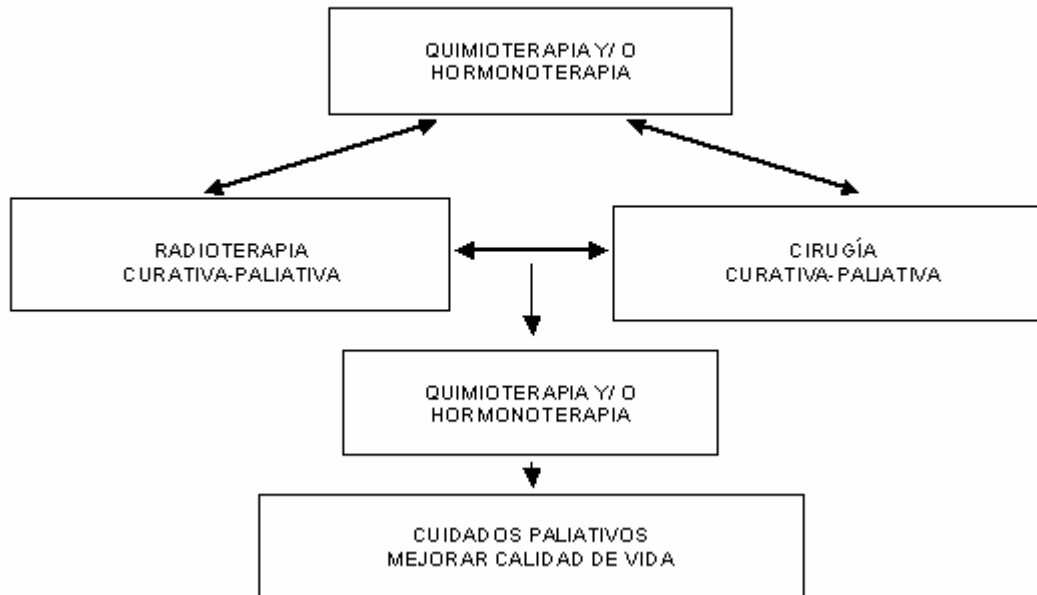 QUIMIOTERAPIA Y/ O
HORMONOTERAPIA
RADIOTERAPIA
CURATIVA-PALIATIVA
CIRUGÍA
CURATIVA-PALIATIVA
QUIMIOTERAPIA Y/ O
HORMONOTERAPIA
CUIDADOS PALIATIVOS
MEJORAR CALIDAD DE VIDA